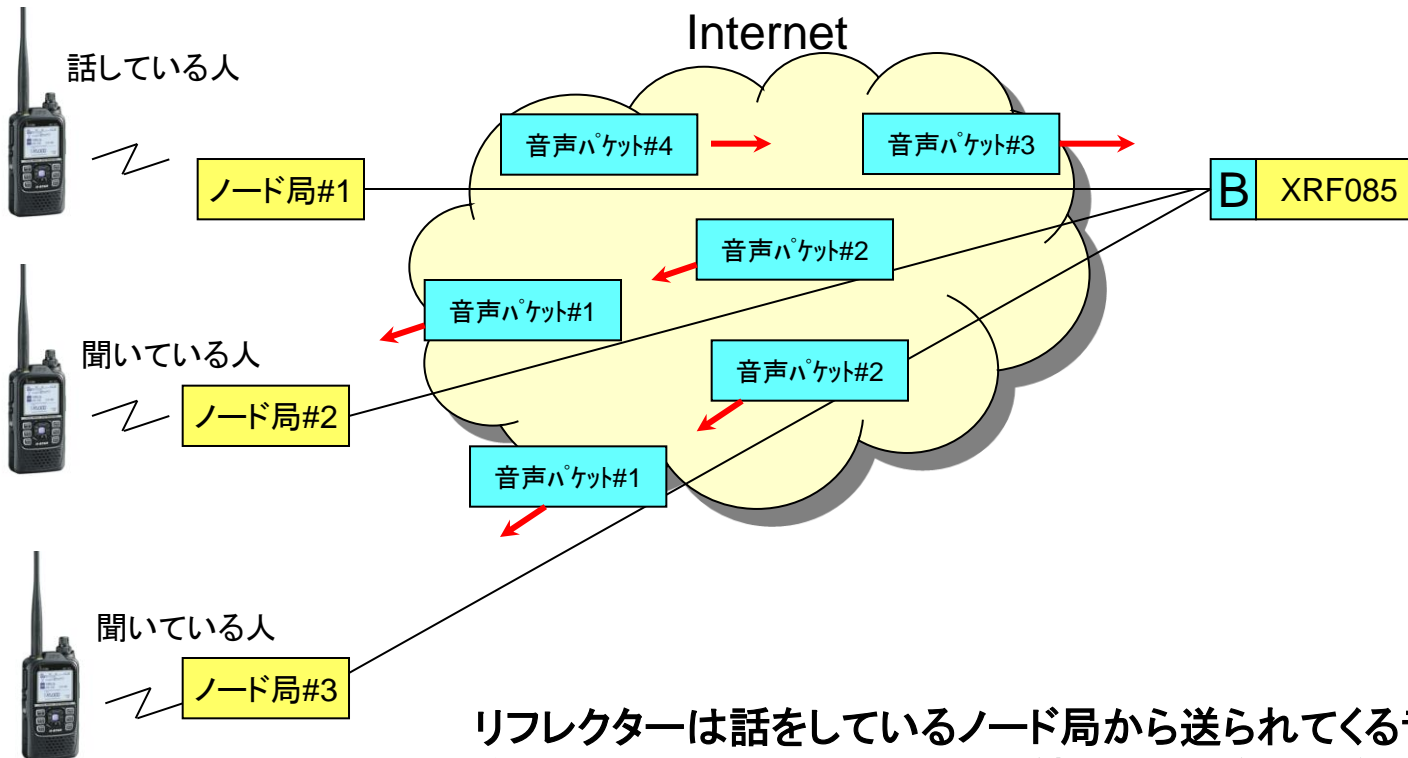 Internet
話している人
音声ﾊﾟｹｯﾄ#4
音声ﾊﾟｹｯﾄ#3
ノード局#1
B XRF085
音声ﾊﾟｹｯﾄ#2
音声ﾊﾟｹｯﾄ#1
聞いている人
音声ﾊﾟｹｯﾄ#2
ノード局#2
音声ﾊﾟｹｯﾄ#1
聞いている人
ノード局#3
リフレクターは話をしているノード局から送られてくる